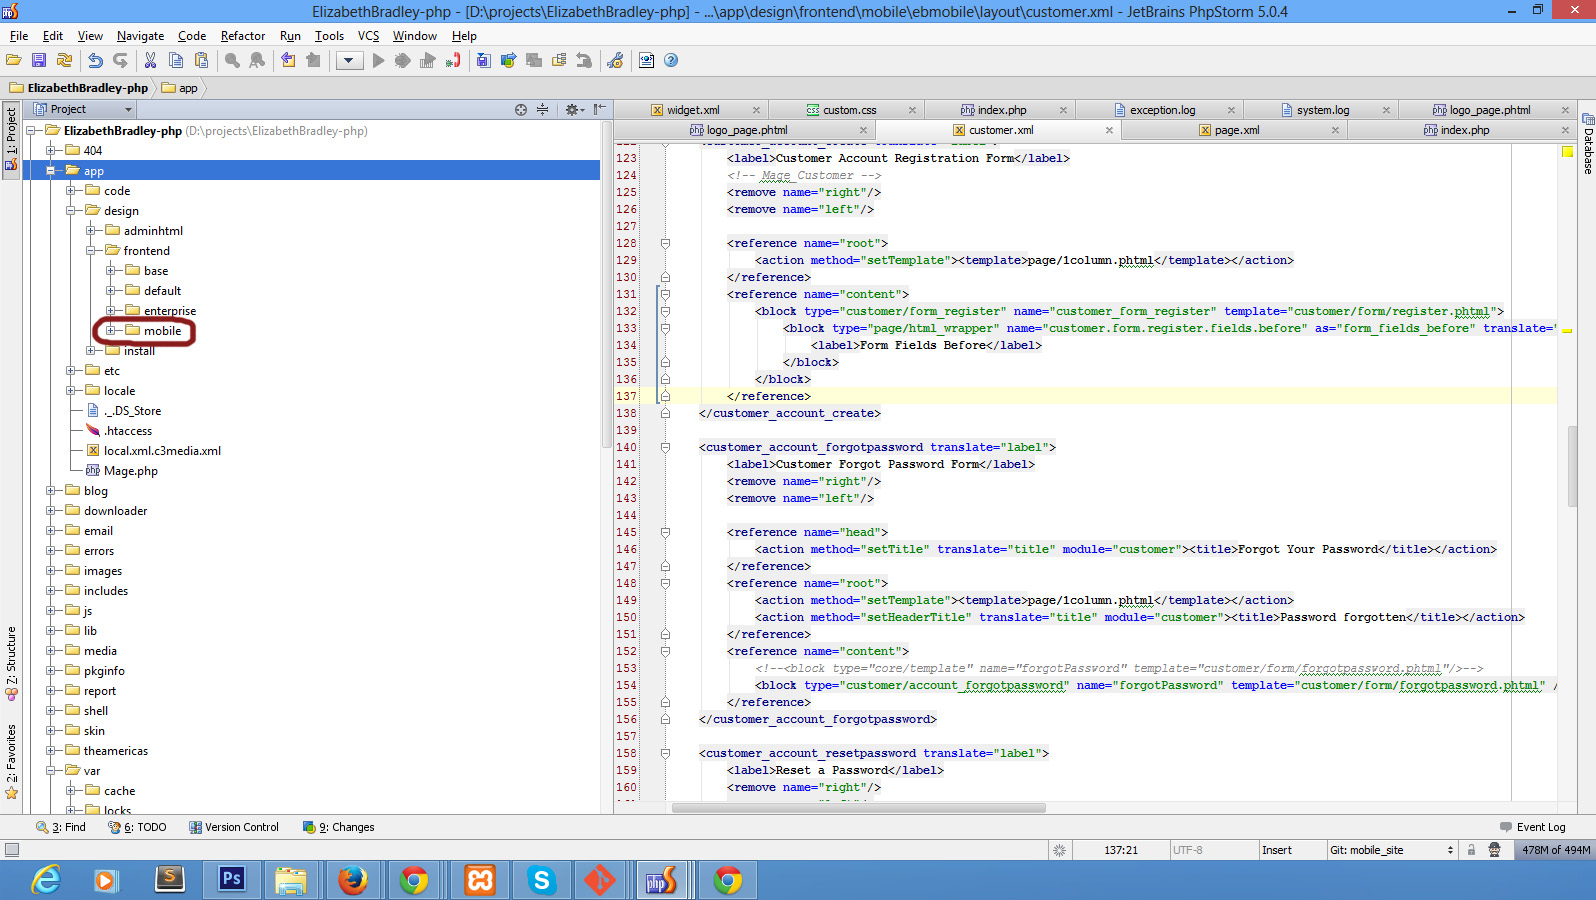 ElizabethBradley-php - [D:\projects\ElizabethBradley-php] - ...\app\design\frontend\mobile\ebmobile\layout\customer.xml - JetBrains PhpStorm 5.0.4
File Edit View Navigate Code Refactor Run Tools VCS Window Help
ElizabethBradley-php app
Project
widget.xml custom.css index.php exception.log system.log logo_page.phtml
logo_page.phtml customer.xml page.xml index.php
1: Project
Z: Structure
2: Favorites
Database
ElizabethBradley-php (D:\projects\ElizabethBradley-php)
404
app
code
design
adminhtml
frontend
base
default
enterprise
mobile
install
etc
locale
._.DS_Store
.htaccess
local.xml.c3media.xml
Mage.php
blog
downloader
email
errors
images
includes
js
lib
media
pkginfo
report
shell
skin
theamericas
var
cache
locks
123 <label>Customer Account Registration Form</label>
124 <!-- Mage_Customer -->
125 <remove name="right"/>
126 <remove name="left"/>
127
128 <reference name="root">
129 <action method="setTemplate"><template>page/1column.phtml</template></action>
130 </reference>
131 <reference name="content">
132 <block type="customer/form_register" name="customer_form_register" template="customer/form/register.phtml">
133 <block type="page/html_wrapper" name="customer.form.register.fields.before" as="form_fields_before" translate="
134 <label>Form Fields Before</label>
135 </block>
136 </block>
137 </reference>
138 </customer_account_create>
139
140 <customer_account_forgotpassword translate="label">
141 <label>Customer Forgot Password Form</label>
142 <remove name="right"/>
143 <remove name="left"/>
144
145 <reference name="head">
146 <action method="setTitle" translate="title" module="customer"><title>Forgot Your Password</title></action>
147 </reference>
148 <reference name="root">
149 <action method="setTemplate"><template>page/1column.phtml</template></action>
150 <action method="setHeaderTitle" translate="title" module="customer"><title>Password forgotten</title></action>
151 </reference>
152 <reference name="content">
153 <!--<block type="core/template" name="forgotPassword" template="customer/form/forgotpassword.phtml"/>-->
154 <block type="customer/account_forgotpassword" name="forgotPassword" template="customer/form/forgotpassword.phtml" /
155 </reference>
156 </customer_account_forgotpassword>
157
158 <customer_account_resetpassword translate="label">
159 <label>Reset a Password</label>
160 <remove name="right"/>
3: Find 6: TODO Version Control 9: Changes Event Log
137:21 UTF-8 Insert Git: mobile_site 478M of 494M